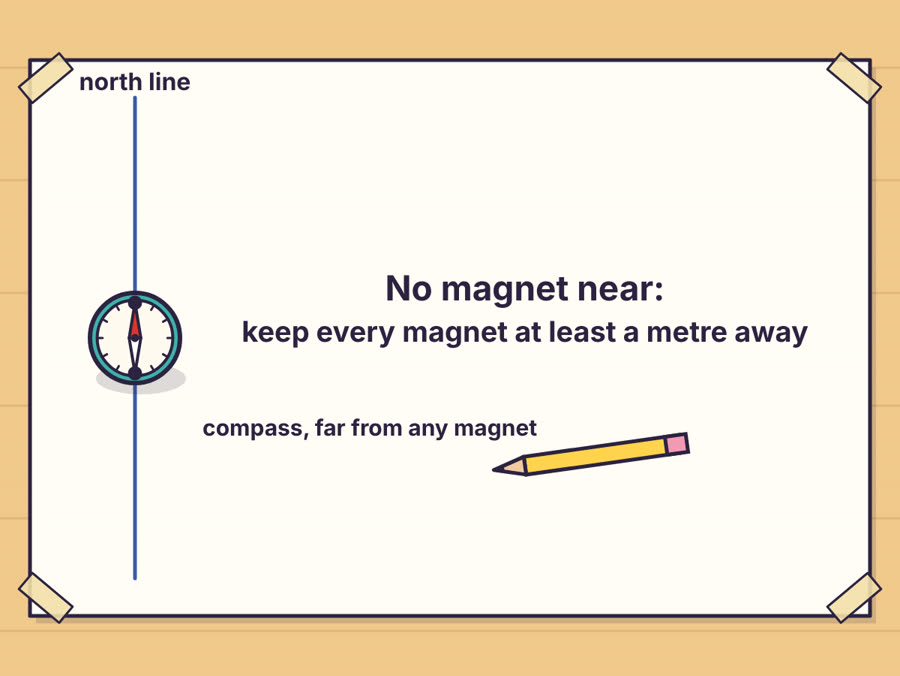 north line
No magnet near:
keep every magnet at least a metre away
compass, far from any magnet